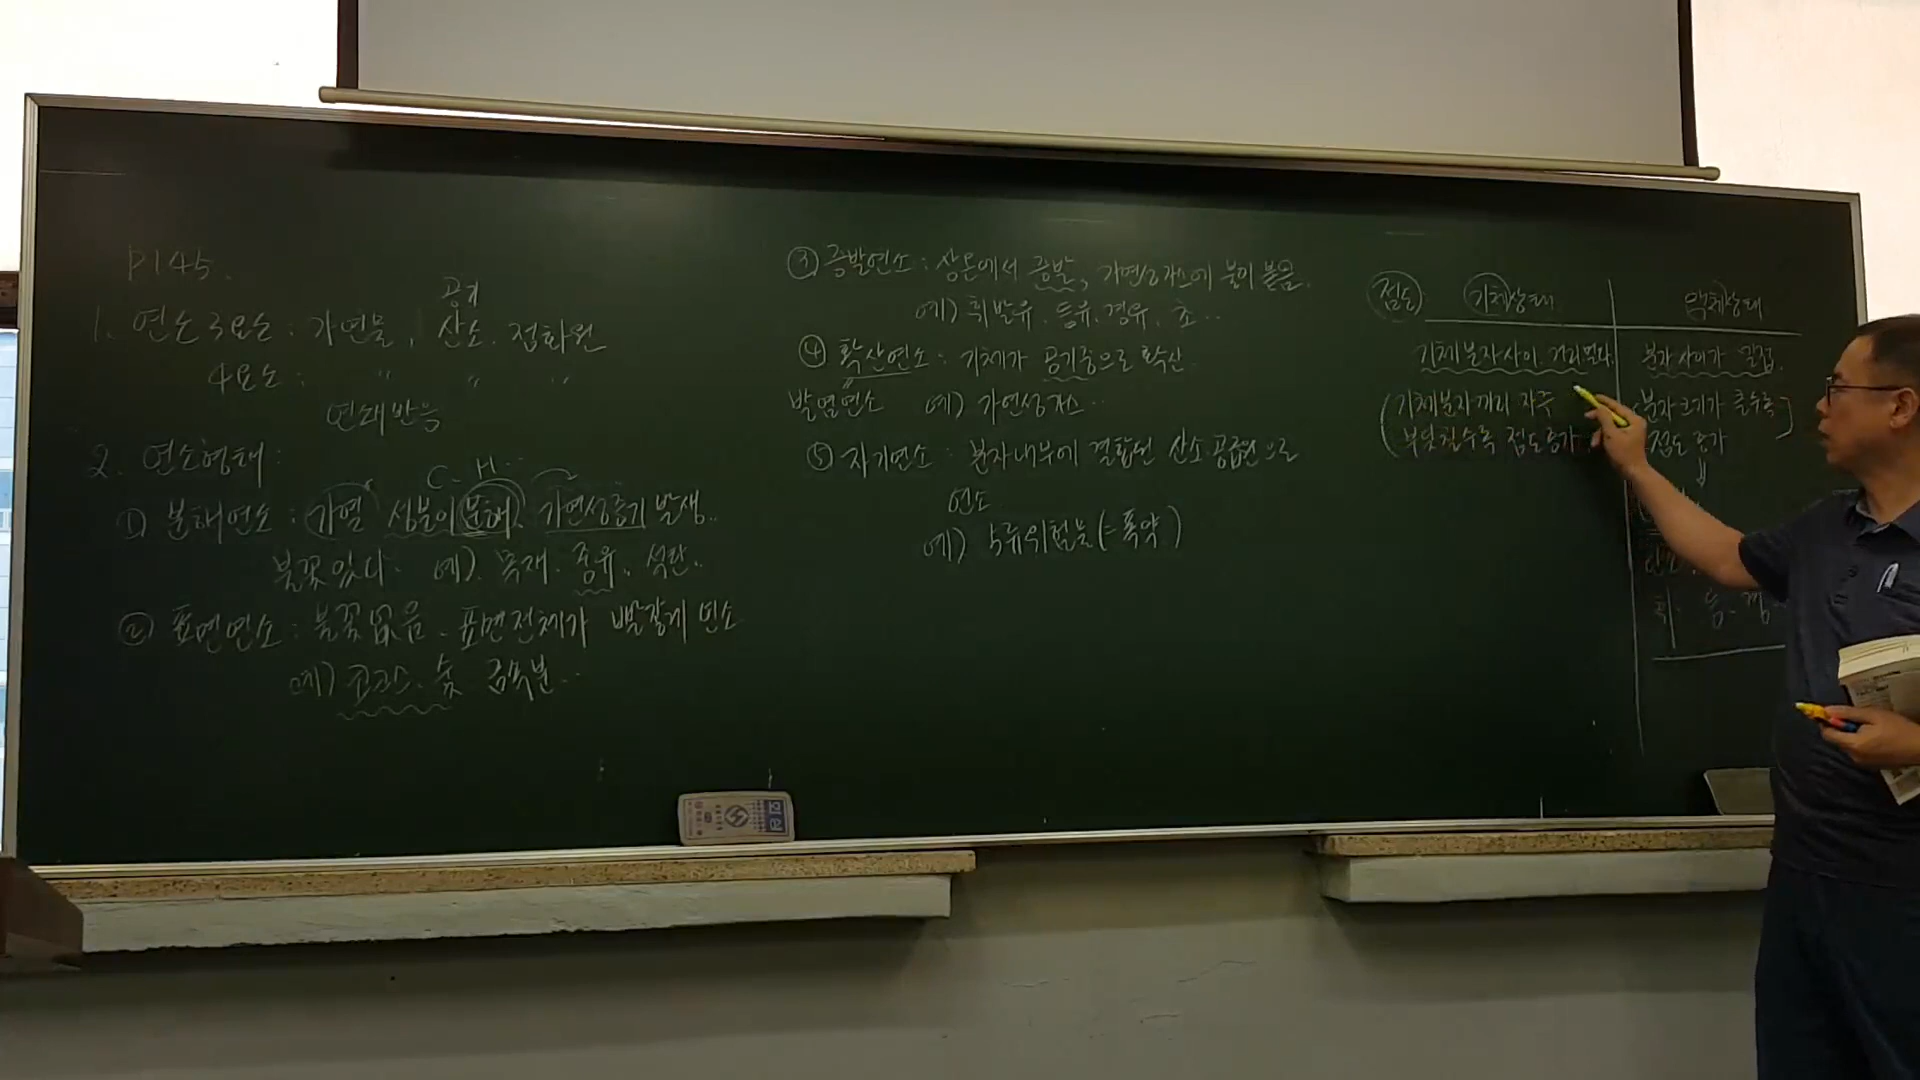 P145.
공기
1. 연소 3요소 : 가연물, 산소, 점화원
4요소 : " " "
연쇄반응
2. 연소형태 :
C. H ...
① 분해연소 : 가열 성분이 분해, 가연성증기 발생..
불꽃있다. 예) 목재, 중유, 석탄..
② 표면연소 : 불꽃없음. 표면전체가 빨갛게 연소
예) 코크스, 숯 금속분...
③ 증발연소 : 상온에서 증발, 가연성가스에 불이 붙음.
예) 휘발유, 등유, 경유, 초...
④ 확산연소 : 기체가 공기중으로 확산.
발염연소 예) 가연성가스..
⑤ 자기연소 : 분자내부에 결합된 산소공급원으로
연소.
예) 5류위험물(=폭약)
점도 기체상태 액체상태
기체분자사이 거리멀다. 분자사이가 밀접.
(기체분자끼리 자주 분자크기가 클수록
부딪칠수록 점도증가 점도 증가
휘. 등. 경